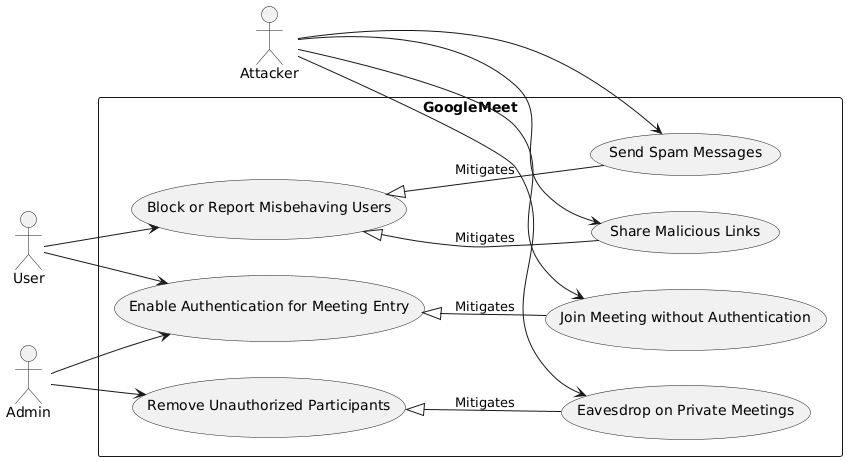 Attacker
GoogleMeet
Send Spam Messages
Mitigates
Block or Report Misbehaving Users
Share Malicious Links
Mitigates
User
Enable Authentication for Meeting Entry
Mitigates
Join Meeting without Authentication
Admin
Remove Unauthorized Participants
Mitigates
Eavesdrop on Private Meetings